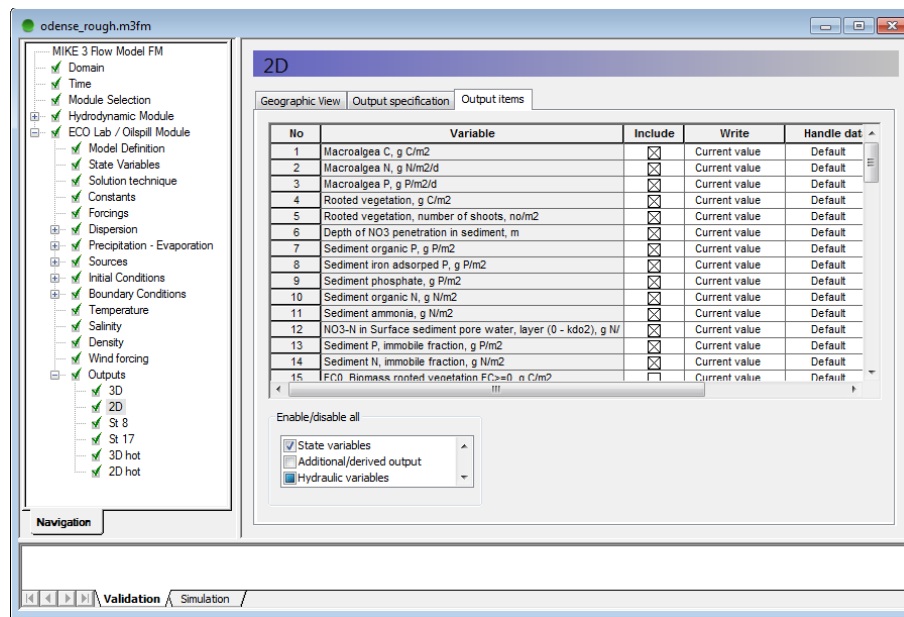 odense_rough.m3fm
MIKE 3 Flow Model FM
Domain
Time
Module Selection
Hydrodynamic Module
ECO Lab / Oilspill Module
Model Definition
State Variables
Solution technique
Constants
Forcings
Dispersion
Precipitation - Evaporation
Sources
Initial Conditions
Boundary Conditions
Temperature
Salinity
Density
Wind forcing
Outputs
3D
2D
St 8
St 17
3D hot
2D hot
Navigation
2D
Geographic View Output specification Output items
No Variable Include Write Handle dat
1 Macroalgea C, g C/m2 Current value Default
2 Macroalgea N, g N/m2/d Current value Default
3 Macroalgea P, g P/m2/d Current value Default
4 Rooted vegetation, g C/m2 Current value Default
5 Rooted vegetation, number of shoots, no/m2 Current value Default
6 Depth of NO3 penetration in sediment, m Current value Default
7 Sediment organic P, g P/m2 Current value Default
8 Sediment iron adsorped P, g P/m2 Current value Default
9 Sediment phosphate, g P/m2 Current value Default
10 Sediment organic N, g N/m2 Current value Default
11 Sediment ammonia, g N/m2 Current value Default
12 NO3-N in Surface sediment pore water, layer (0 - kdo2), g N/ Current value Default
13 Sediment P, immobile fraction, g P/m2 Current value Default
14 Sediment N, immobile fraction, g N/m2 Current value Default
15 EC0, Biomass rooted vegetation EC>=0, g C/m2 Current value Default
Enable/disable all
State variables
Additional/derived output
Hydraulic variables
Validation Simulation